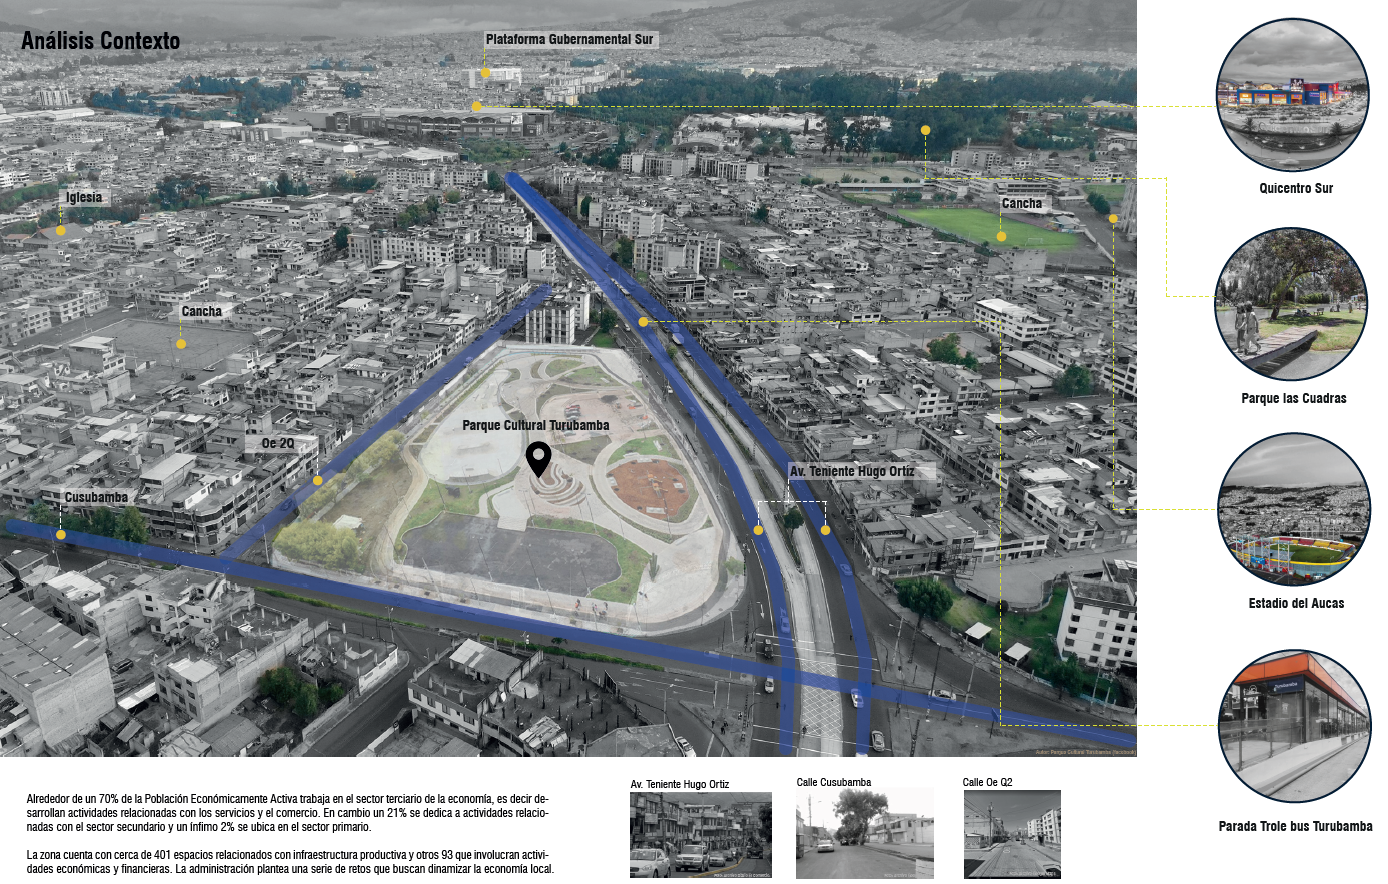 Análisis Contexto
Plataforma Gubernamental Sur
Iglesia
Cancha
Cancha
Oe 2Q
Cusubamba
Parque Cultural Turubamba
Av. Teniente Hugo Ortiz
Autor: Parque Cultural Turubamba (facebook)
Quicentro Sur
Parque las Cuadras
Estadio del Aucas
Turubamba
Parada Trole bus Turubamba
Alrededor de un 70% de la Población Económicamente Activa trabaja en el sector terciario de la economía, es decir de-
sarrollan actividades relacionadas con los servicios y el comercio. En cambio un 21% se dedica a actividades relacio-
nadas con el sector secundario y un ínfimo 2% se ubica en el sector primario.
La zona cuenta con cerca de 401 espacios relacionados con infraestructura productiva y otros 93 que involucran activi-
dades económicas y financieras. La administración plantea una serie de retos que buscan dinamizar la economía local.
Av. Teniente Hugo Ortiz
Calle Cusubamba
Calle Oe Q2